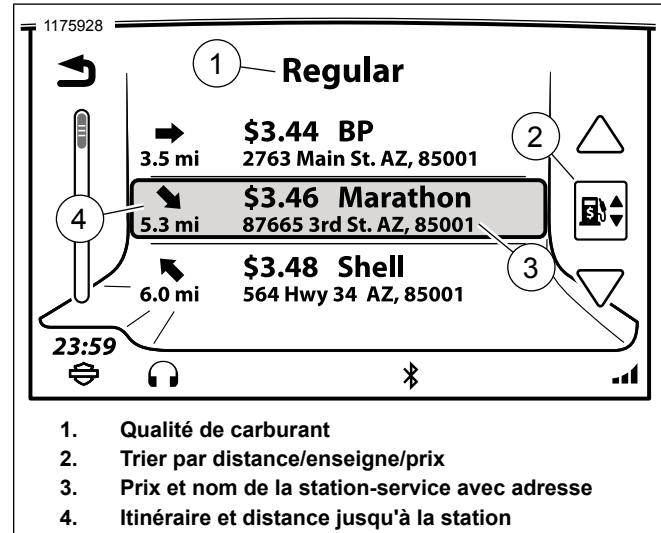 1175928
1 Regular
$3.44 BP
3.5 mi 2763 Main St. AZ, 85001
2
$3.46 Marathon
5.3 mi 87665 3rd St. AZ, 85001
4
3
$3.48 Shell
6.0 mi 564 Hwy 34 AZ, 85001
$
23:59
1. Qualité de carburant
2. Trier par distance/enseigne/prix
3. Prix et nom de la station-service avec adresse
4. Itinéraire et distance jusqu'à la station